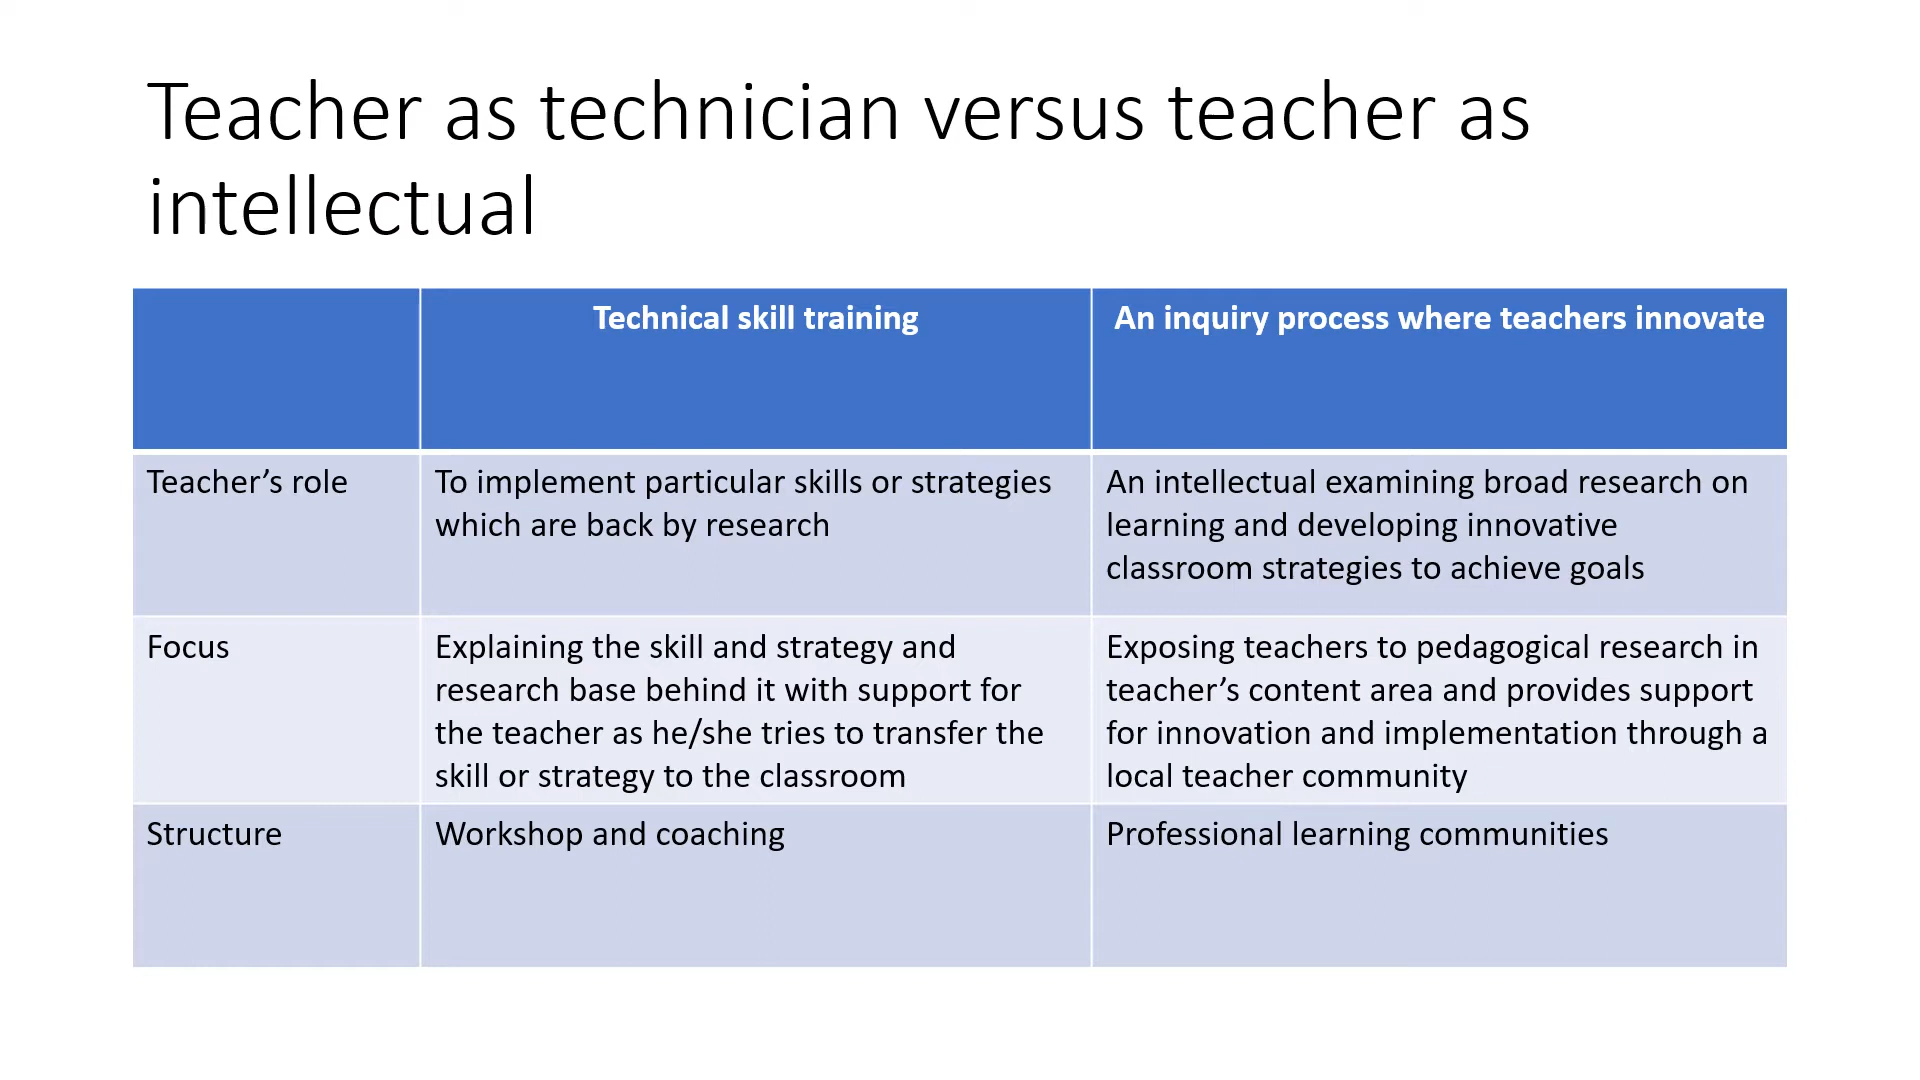 Teacher as technician versus teacher as
intellectual
Technical skill training
An inquiry process where teachers innovate
Teacher’s role
To implement particular skills or strategies
which are back by research
An intellectual examining broad research on
learning and developing innovative
classroom strategies to achieve goals
Focus
Explaining the skill and strategy and
research base behind it with support for
the teacher as he/she tries to transfer the
skill or strategy to the classroom
Exposing teachers to pedagogical research in
teacher’s content area and provides support
for innovation and implementation through a
local teacher community
Structure
Workshop and coaching
Professional learning communities